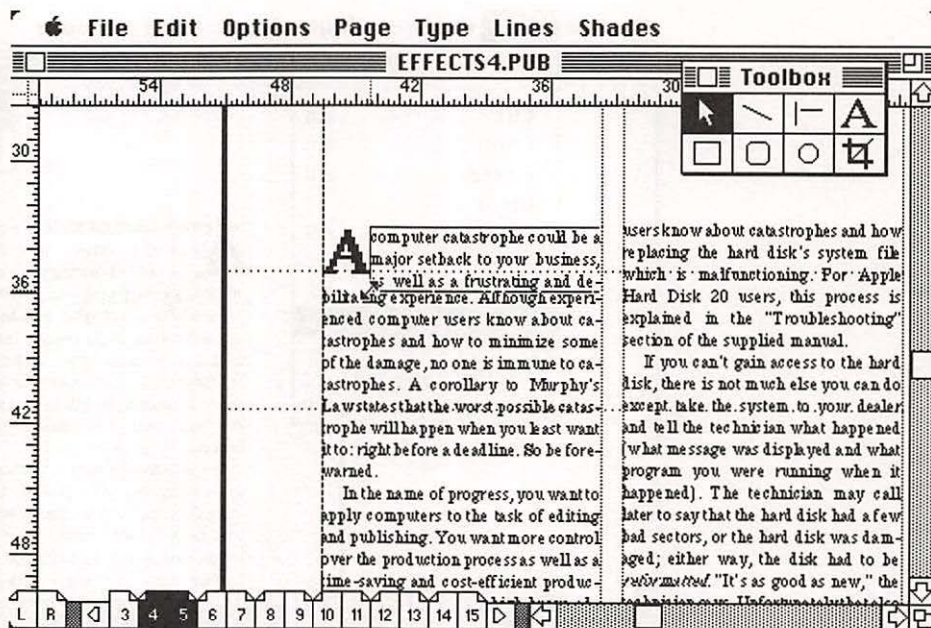 File Edit Options Page Type Lines Shades
EFFECTS4.PUB
Toolbox
54 48 42 36 30
A
30
36
42
48
A
computer catastrophe could be a
major setback to your business,
as well as a frustrating and de-
bilitating experience. Although experi-
enced computer users know about ca-
tastrophes and how to minimize some
of the damage, no one is immune to ca-
tastrophes. A corollary to Murphy's
Law states that the worst possible catas-
trophe will happen when you least want
it to: right before a deadline. So be fore-
warned.
In the name of progress, you want to
apply computers to the task of editing
and publishing. You want more control
over the production process as well as a
time-saving and cost-efficient produc-
users know about catastrophes and how
replacing the hard disk's system file
which is malfunctioning. For Apple
Hard Disk 20 users, this process is
explained in the "Troubleshooting"
section of the supplied manual.
If you can't gain access to the hard
disk, there is not much else you can do
except take the system to your dealer
and tell the technician what happened
(what message was displayed and what
program you were running when it
happened). The technician may call
later to say that the hard disk had a few
bad sectors, or the hard disk was dam-
aged; either way, the disk had to be
reformatted. "It's as good as new," the
L R 3 4 5 6 7 8 9 10 11 12 13 14 15